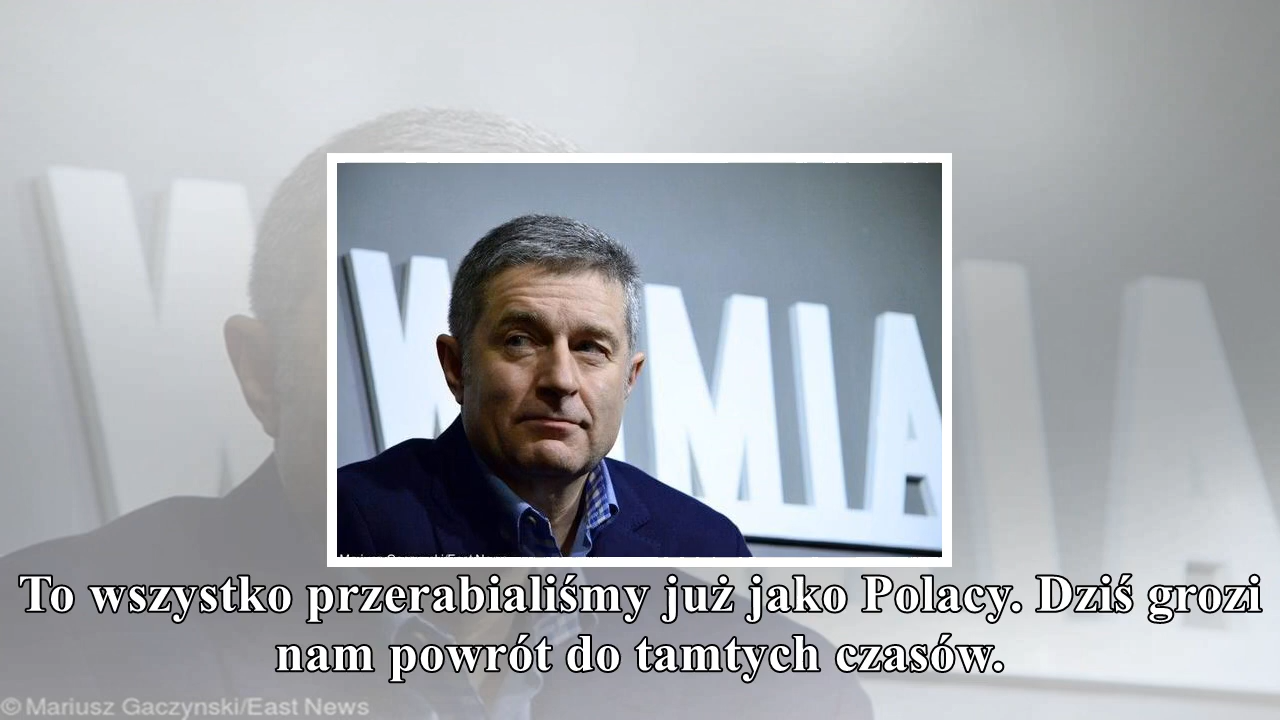 To wszystko przerabialiśmy już jako Polacy. Dziś grozi
nam powrót do tamtych czasów.
© Mariusz Gaczynski/East News